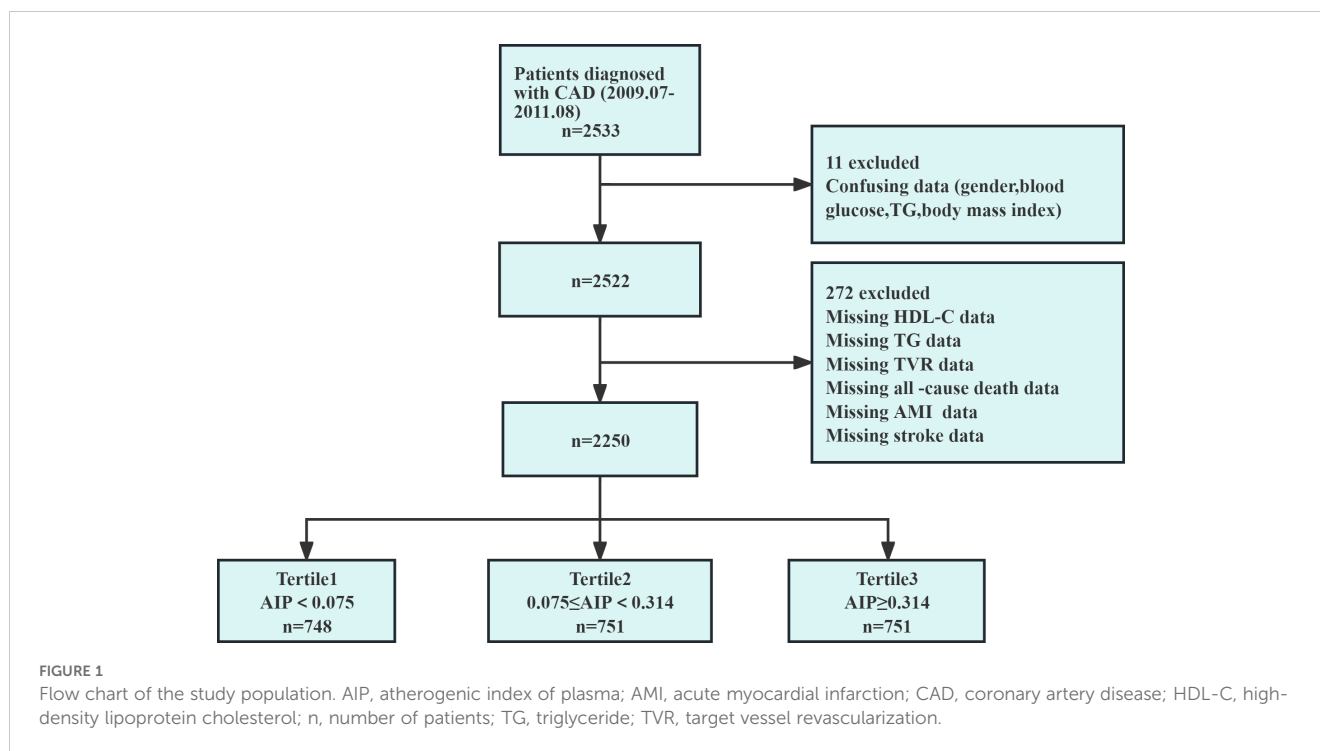 Patients diagnosed
with CAD (2009.07-
2011.08)
n=2533
11 excluded
Confusing data (gender,blood
glucose,TG,body mass index)
n=2522
272 excluded
Missing HDL-C data
Missing TG data
Missing TVR data
Missing all -cause death data
Missing AMI  data
Missing stroke data
n=2250
Tertile1
AIP < 0.075
n=748
Tertile2
0.075≤AIP < 0.314
n=751
Tertile3
AIP≥0.314
n=751
FIGURE 1
Flow chart of the study population. AIP, atherogenic index of plasma; AMI, acute myocardial infarction; CAD, coronary artery disease; HDL-C, high-
density lipoprotein cholesterol; n, number of patients; TG, triglyceride; TVR, target vessel revascularization.